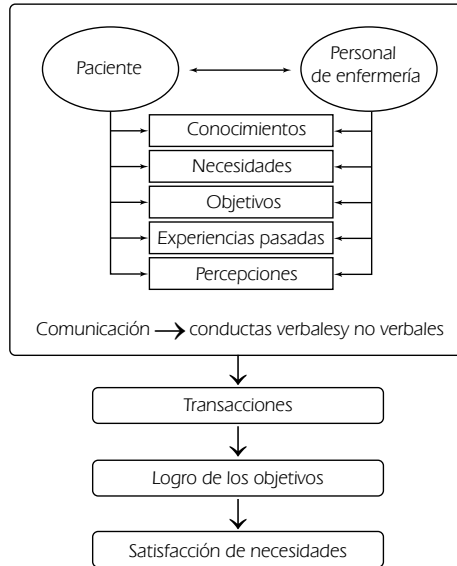 Paciente
Personal
de enfermería
Conocimientos
Necesidades
Objetivos
Experiencias pasadas
Percepciones
Comunicación → conductas verbalesy no verbales
Transacciones
Logro de los objetivos
Satisfacción de necesidades